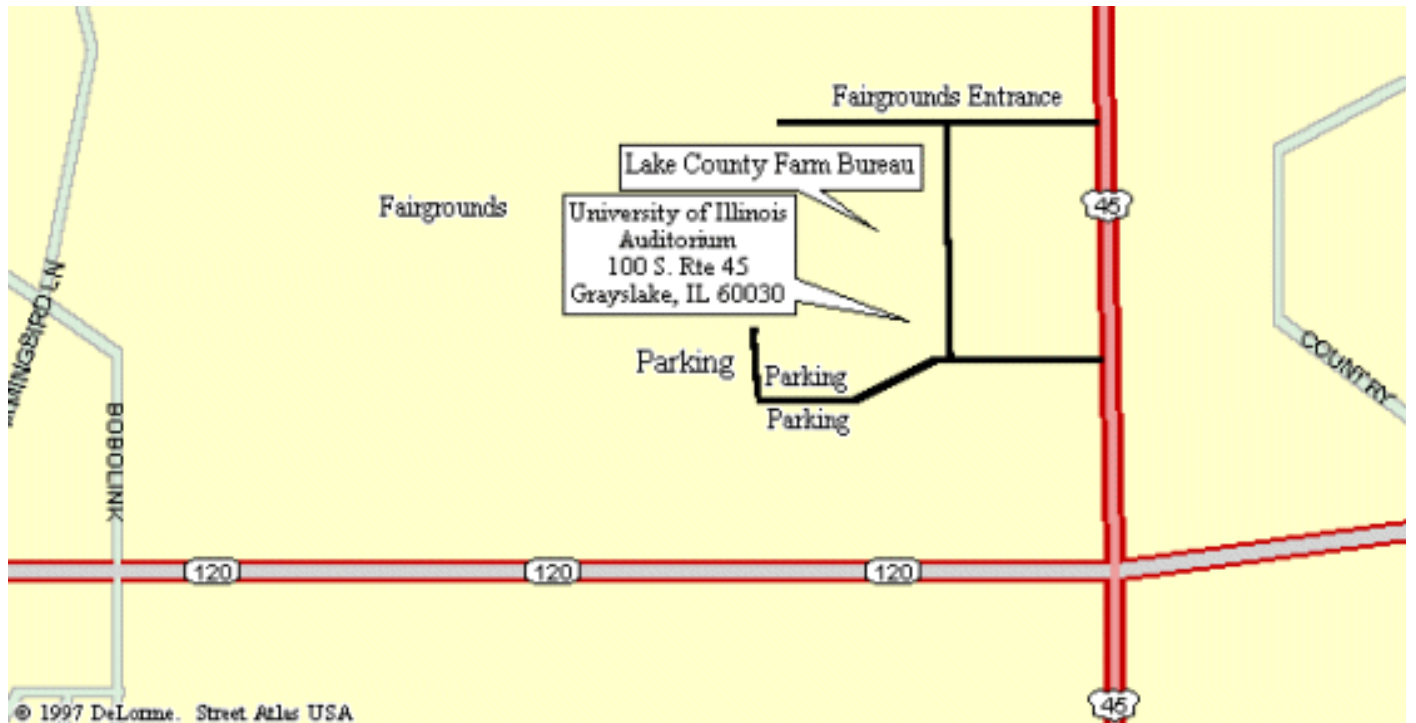 Fairgrounds Entrance
Lake County Farm Bureau
45
Fairgrounds
University of Illinois
Auditorium
100 S. Rte 45
Grayslake, IL 60030
COUNTRY
Parking
Parking
Parking
BOBOLINK
LN
120
120
120
45
© 1997 DeLorme. Street Atlas USA